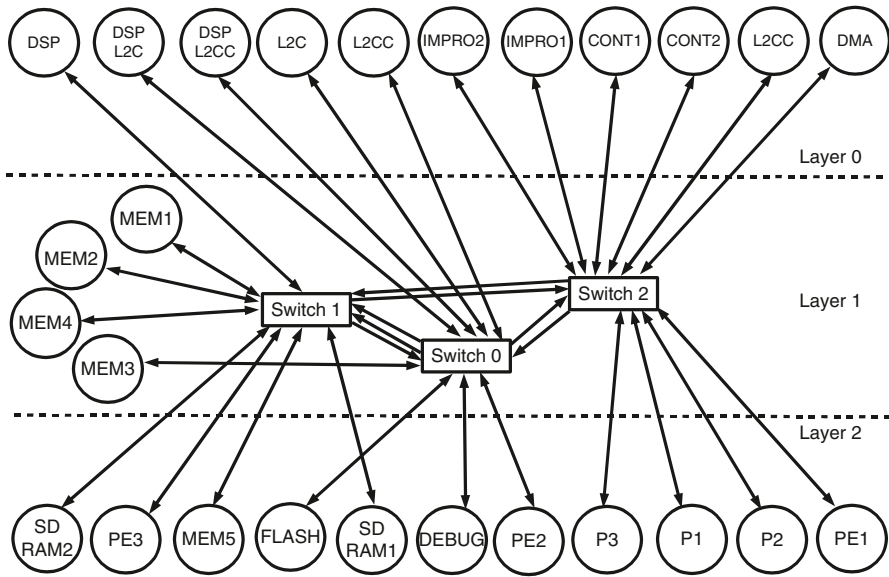 DSP
DSP
L2C
DSP
L2CC
L2C
L2CC
IMPRO2
IMPRO1
CONT1
CONT2
L2CC
DMA
Layer 0
MEM1
MEM2
MEM4
MEM3
Switch 1
Switch 0
Switch 2
Layer 1
Layer 2
SD
RAM2
PE3
MEM5
FLASH
SD
RAM1
DEBUG
PE2
P3
P1
P2
PE1